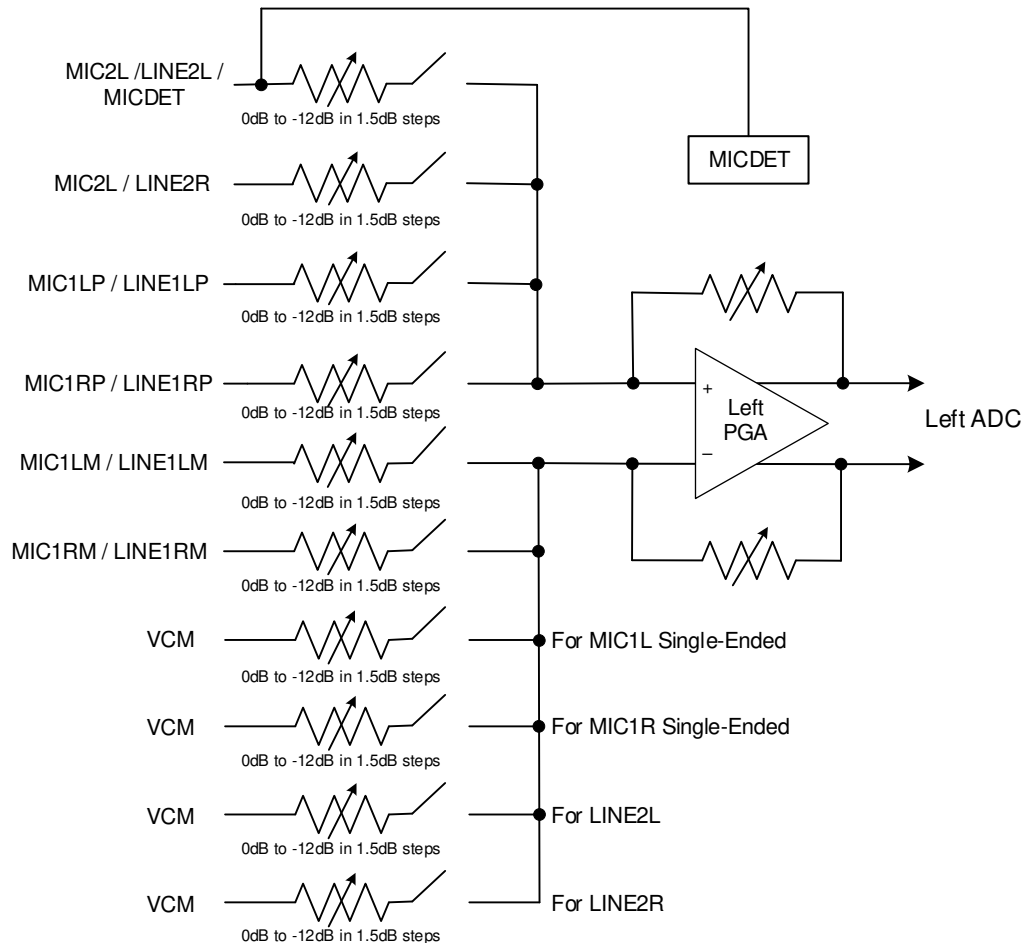 MIC2L /LINE2L /
MICDET
0dB to -12dB in 1.5dB steps
MICDET
MIC2L / LINE2R
0dB to -12dB in 1.5dB steps
MIC1LP / LINE1LP
0dB to -12dB in 1.5dB steps
MIC1RP / LINE1RP
0dB to -12dB in 1.5dB steps
+
Left
PGA
−
Left ADC
MIC1LM / LINE1LM
0dB to -12dB in 1.5dB steps
MIC1RM / LINE1RM
0dB to -12dB in 1.5dB steps
VCM
For MIC1L Single-Ended
0dB to -12dB in 1.5dB steps
VCM
For MIC1R Single-Ended
0dB to -12dB in 1.5dB steps
VCM
For LINE2L
0dB to -12dB in 1.5dB steps
VCM
For LINE2R
0dB to -12dB in 1.5dB steps